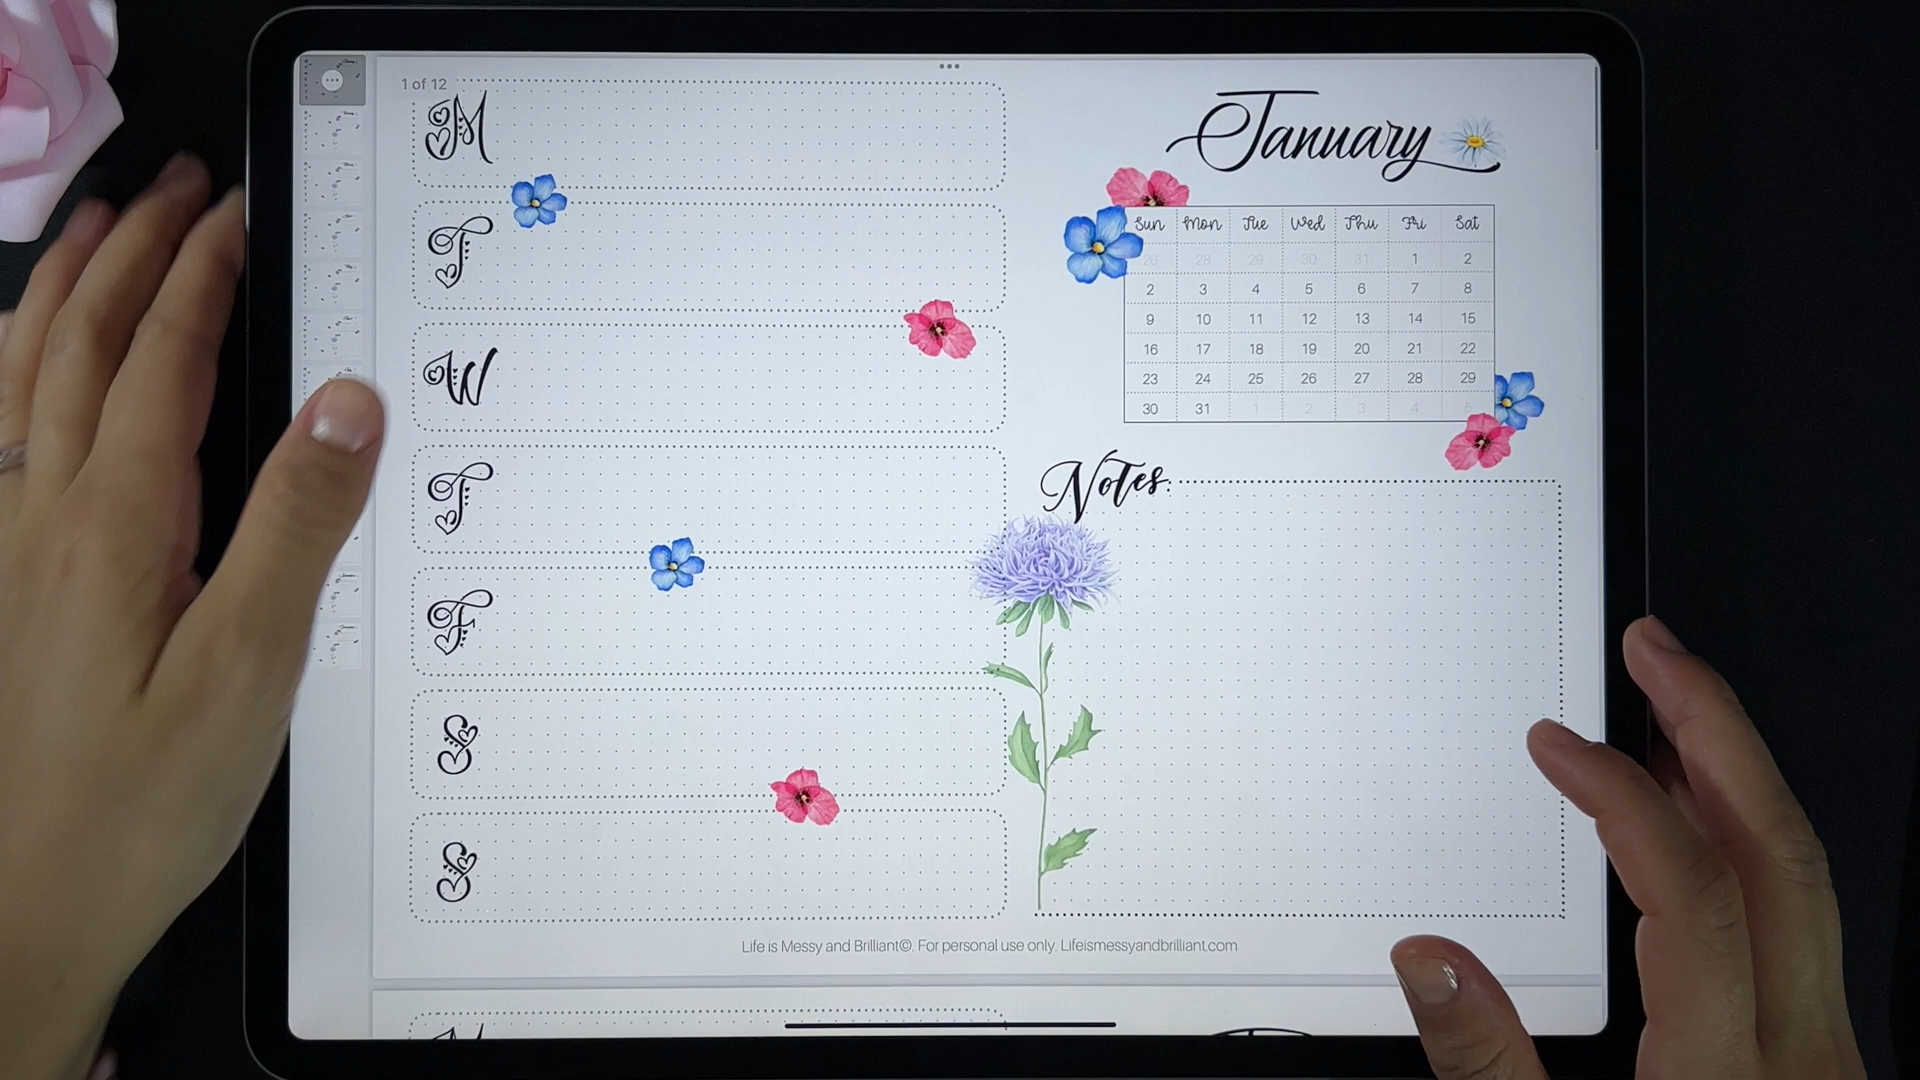 1 of 12
M
T
W
T
F
S
S
January
Sun Mon Tue Wed Thu Fri Sat
26 28 29 30 31 1 2
2 3 4 5 6 7 8
9 10 11 12 13 14 15
16 17 18 19 20 21 22
23 24 25 26 27 28 29
30 31 1 2 3 4 5
Notes:
Life is Messy and Brilliant©. For personal use only. Lifeismessyandbrilliant.com